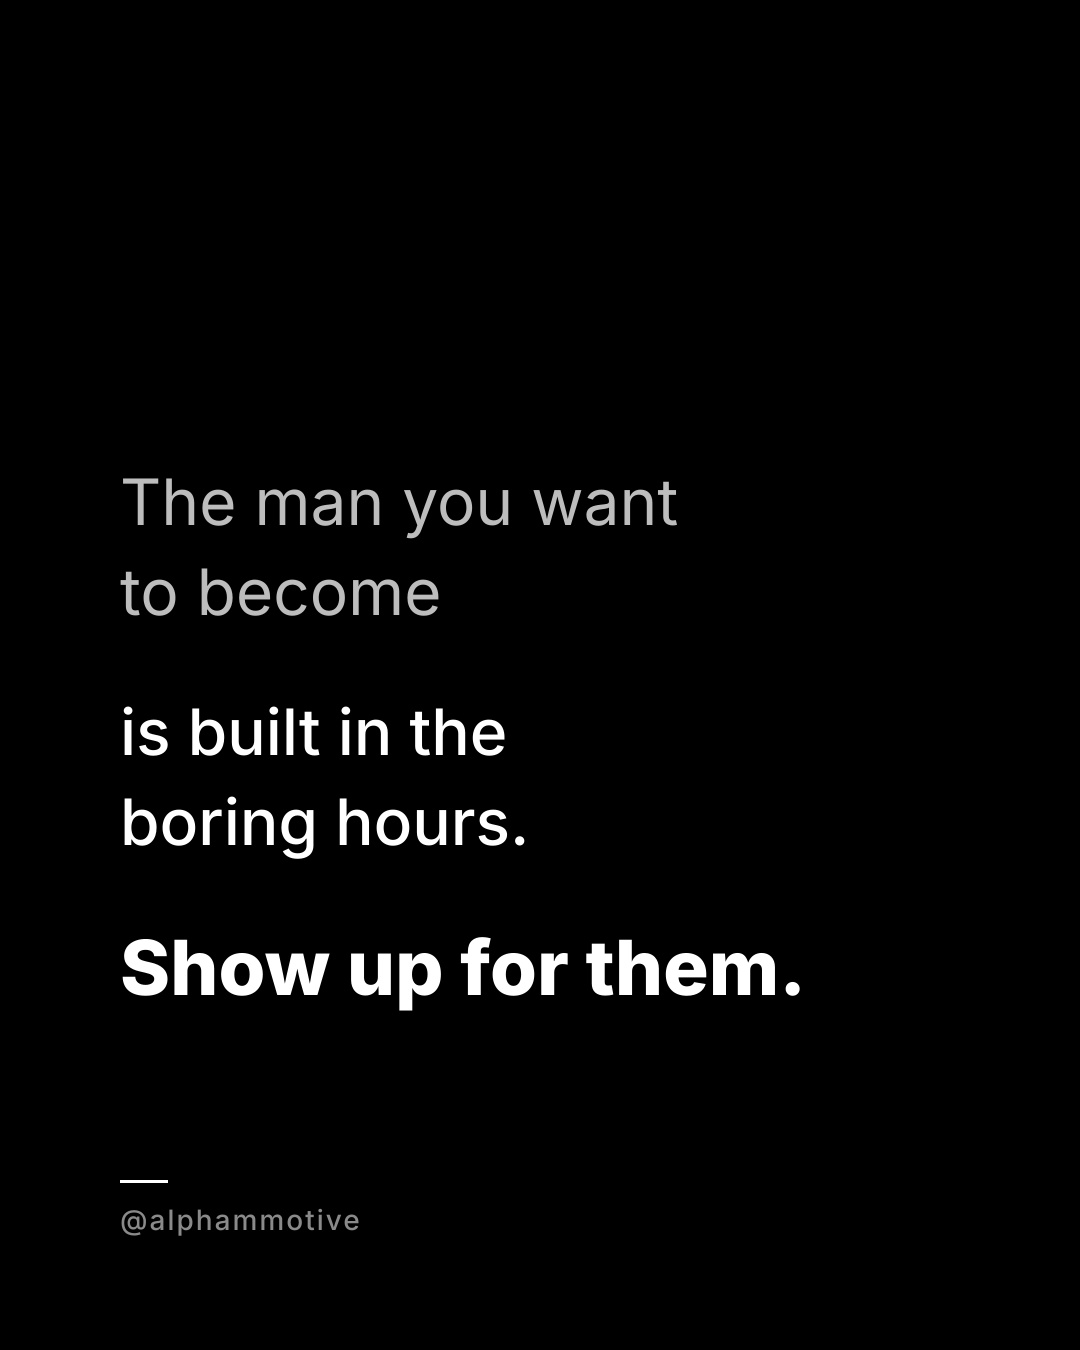 The man you want
to become
is built in the
boring hours.
Show up for them.
@alphammotive